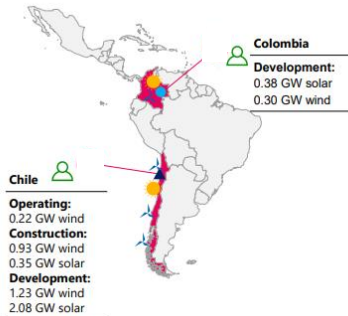 Colombia
Development:
0.38 GW solar
0.30 GW wind
Chile
Operating:
0.22 GW wind
Construction:
0.93 GW wind
0.35 GW solar
Development:
1.23 GW wind
2.08 GW solar